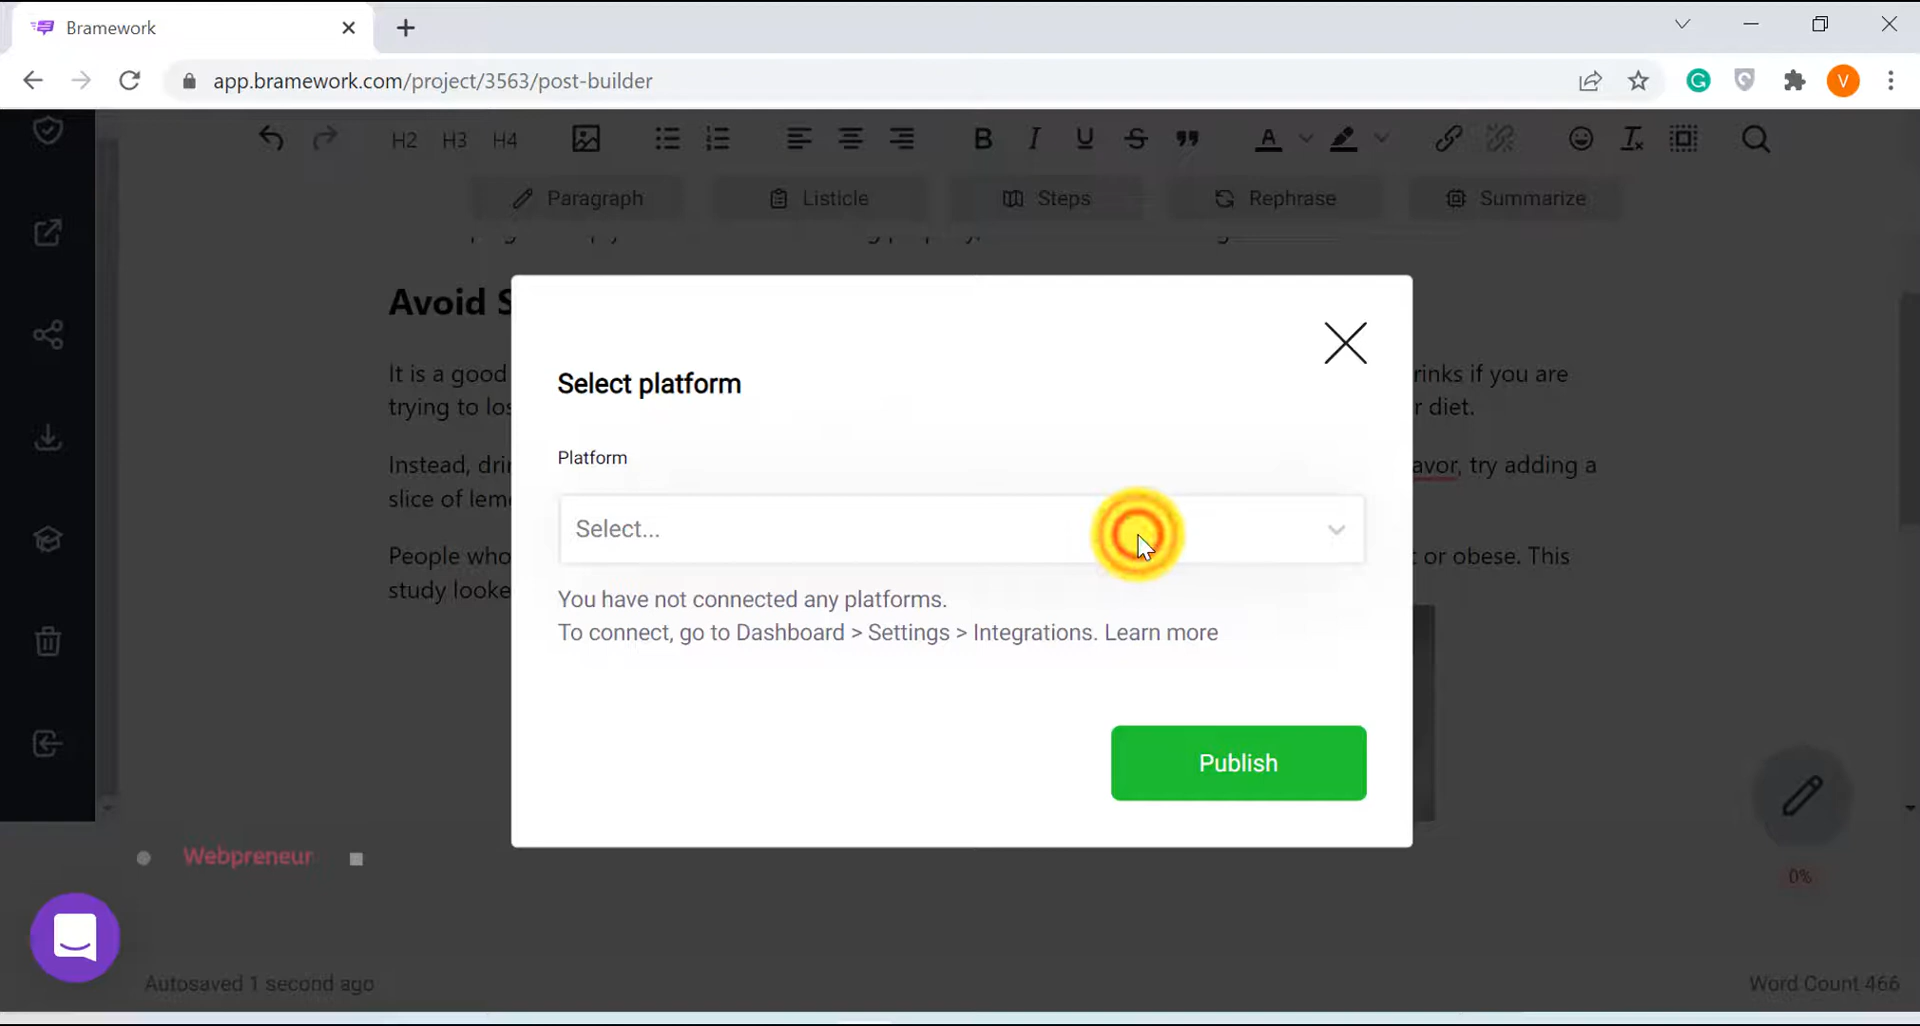 Bramework
app.bramework.com/project/3563/post-builder
V
H2 H3 H4
B I U S A
Paragraph Listicle Steps Rephrase Summarize
Avoid S
It is a good rinks if you are
trying to los r diet.
Instead, drin avor, try adding a
slice of lem
People who t or obese. This
study looke
Select platform
Platform
Select...
You have not connected any platforms.
To connect, go to Dashboard > Settings > Integrations. Learn more
Publish
Webpreneur
0%
Autosaved 1 second ago
Word Count 466